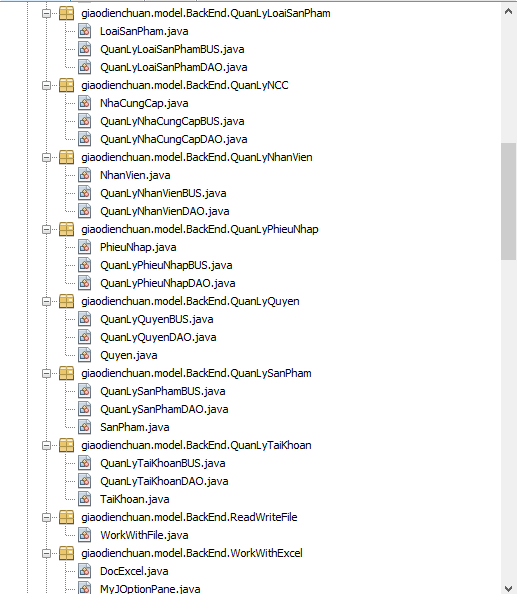 giaodienchuan.model.BackEnd.QuanLyLoaiSanPham
LoaiSanPham.java
QuanLyLoaiSanPhamBUS.java
QuanLyLoaiSanPhamDAO.java
giaodienchuan.model.BackEnd.QuanLyNCC
NhaCungCap.java
QuanLyNhaCungCapBUS.java
QuanLyNhaCungCapDAO.java
giaodienchuan.model.BackEnd.QuanLyNhanVien
NhanVien.java
QuanLyNhanVienBUS.java
QuanLyNhanVienDAO.java
giaodienchuan.model.BackEnd.QuanLyPhieuNhap
PhieuNhap.java
QuanLyPhieuNhapBUS.java
QuanLyPhieuNhapDAO.java
giaodienchuan.model.BackEnd.QuanLyQuyen
QuanLyQuyenBUS.java
QuanLyQuyenDAO.java
Quyen.java
giaodienchuan.model.BackEnd.QuanLySanPham
QuanLySanPhamBUS.java
QuanLySanPhamDAO.java
SanPham.java
giaodienchuan.model.BackEnd.QuanLyTaiKhoan
QuanLyTaiKhoanBUS.java
QuanLyTaiKhoanDAO.java
TaiKhoan.java
giaodienchuan.model.BackEnd.ReadWriteFile
WorkWithFile.java
giaodienchuan.model.BackEnd.WorkWithExcel
DocExcel.java
MyJOptionPane.java